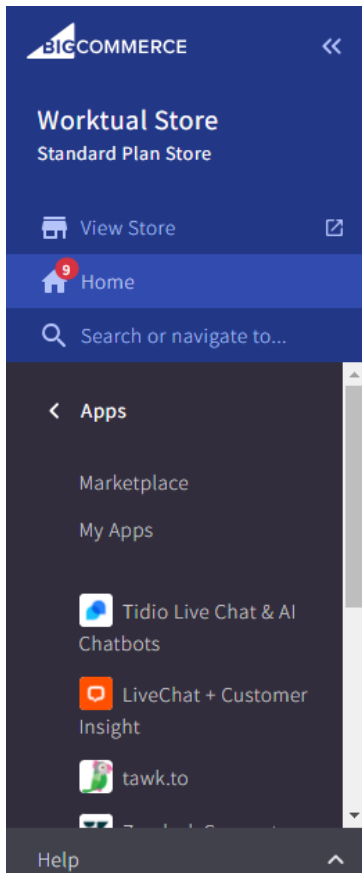 BIGCOMMERCE
Worktual Store
Standard Plan Store
View Store
9
Home
Search or navigate to...
Apps
Marketplace
My Apps
Tidio Live Chat & AI
Chatbots
LiveChat + Customer
Insight
tawk.to
Help